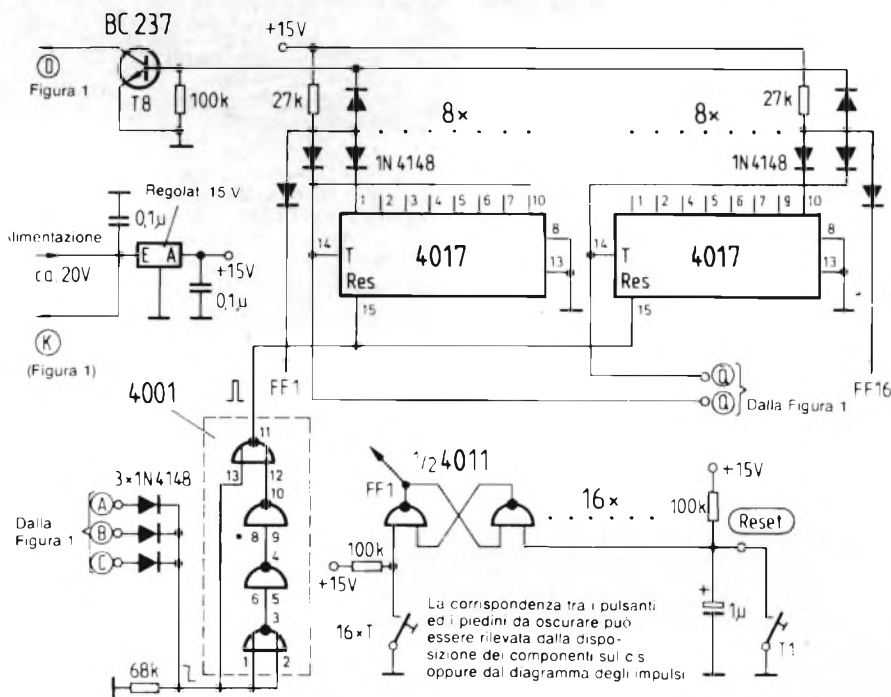 BC 237
+15V
D
Figura 1
T8
100k
27k
8×
8×
27k
1N4148
1N4148
Regolat 15 V
0,1µ
limentazione
ca. 20V
E A
+15V
0,1µ
K
(Figura 1)
1 2 3 4 5 6 7 10
14 T 4017 8
13
Res
15
1 2 4 5 6 7 9 10
14 T 4017 8
13
Res
15
FF1
Q
Q
Dalla Figura 1
FF16
4001
11
13 12
10
8 9
4
6 5
3
1 2
3×1N4148
A
B
C
Dalla
Figura 1
68k
1/2 4011
FF1
16×
+15V
100k
Reset
100k
+15V
16×T
+
1µ
T1
La corrispondenza tra i pulsanti
ed i piedini da oscurare può
essere rilevata dalla dispo-
sizione dei componenti sul c s
oppure dal diagramma degli impulsi